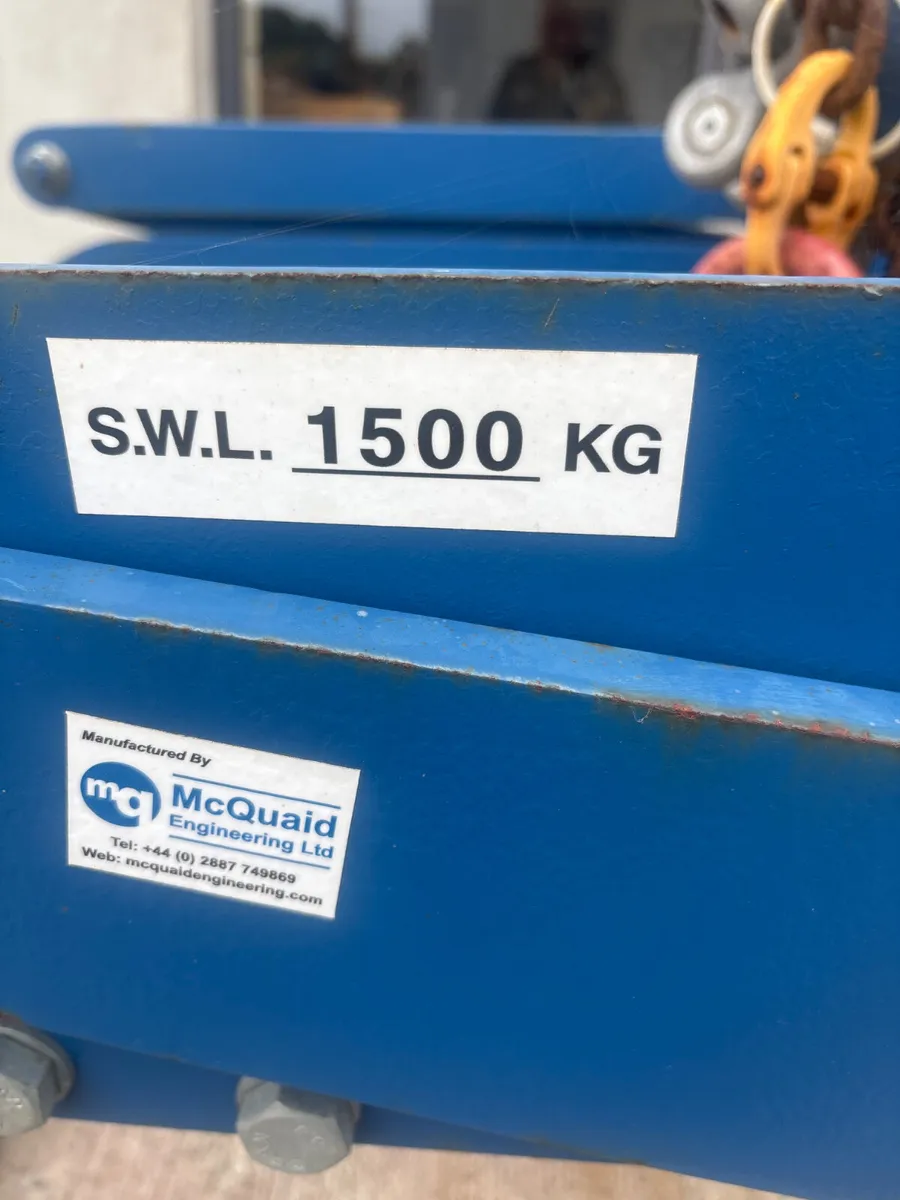 S.W.L. 1500 KG
Manufactured By
mq
McQuaid
Engineering Ltd
Tel: +44 (0) 2887 749869
Web: mcquaidengineering.com